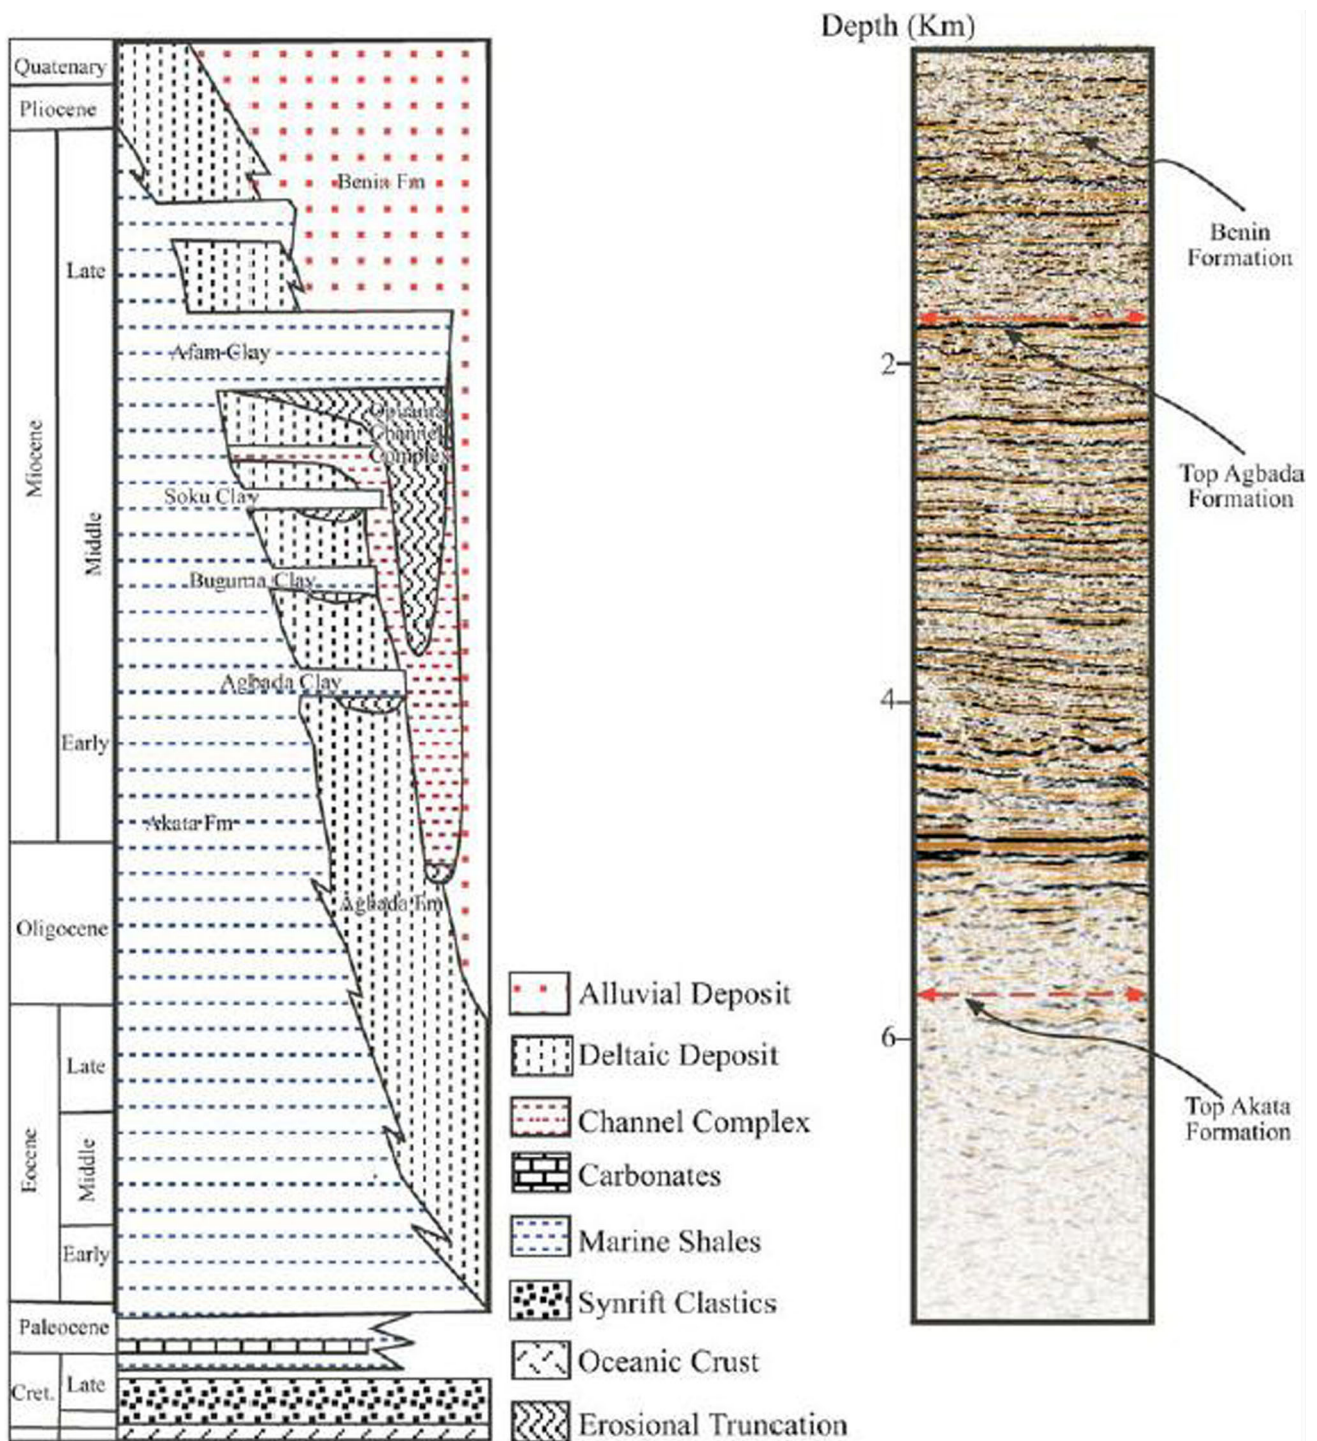 Depth (Km)
Quatenary
Pliocene
Benin Fm
Late
Benin
Formation
Afam Clay
2
Opuama
Channel
Complex
Miocene
Top Agbada
Formation
Soku Clay
Middle
Buguma Clay
Agbada Clay
4
Early
Akata Fm
Agbada Fm
Oligocene
Alluvial Deposit
6
Deltaic Deposit
Late
Top Akata
Formation
Channel Complex
Eocene
Middle
Carbonates
Marine Shales
Early
Synrift Clastics
Paleocene
Oceanic Crust
Cret.
Late
Erosional Truncation